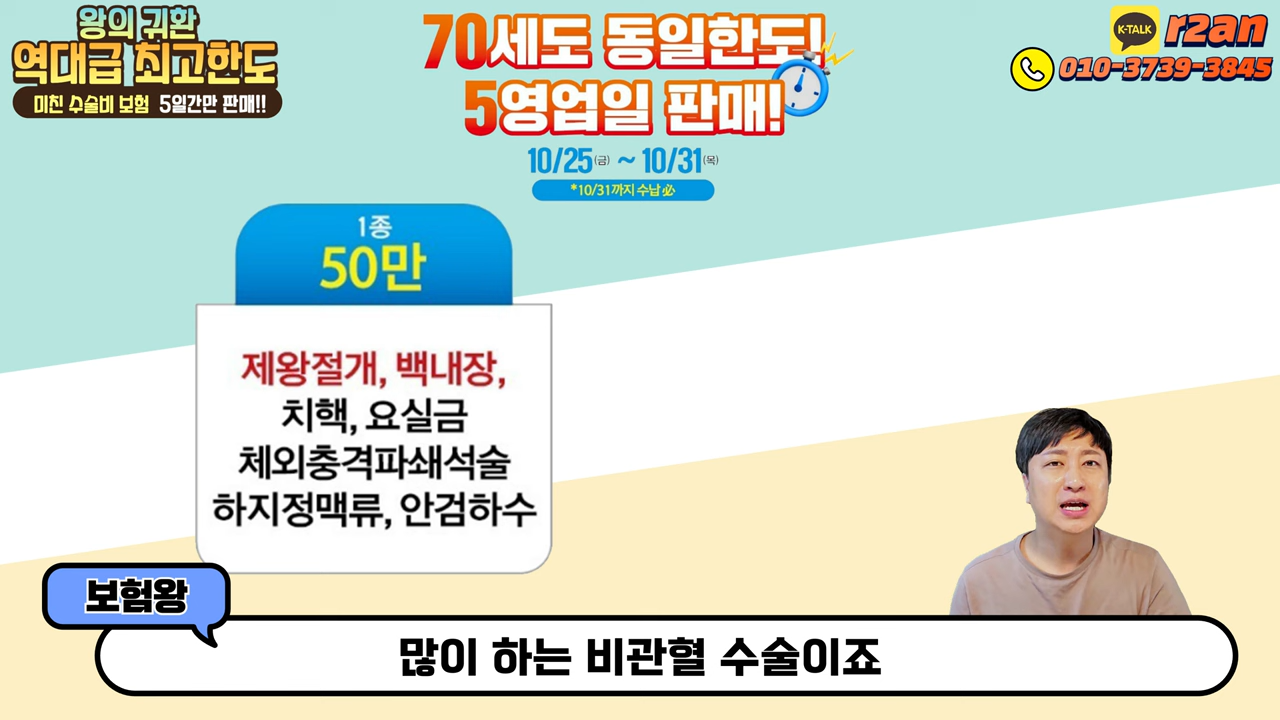 왕의 귀환
역대급 최고한도
미친 수술비 보험 5일간만 판매!!
70세도 동일한도!
5영업일 판매!
10/25(금) ~ 10/31(목)
*10/31까지 수납 必
K-TALK r2an
010-3739-3845
1종
50만
제왕절개, 백내장,
치핵, 요실금
체외충격파쇄석술
하지정맥류, 안검하수
보험왕
많이 하는 비관혈 수술이죠